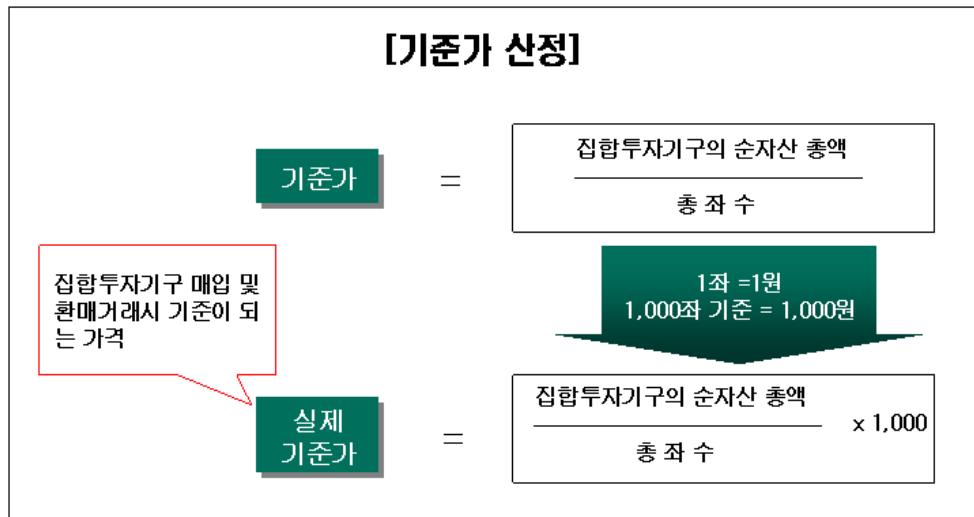 [기준가 산정]
기준가
=
집합투자기구의 순자산 총액
총 좌 수
집합투자기구 매입 및
환매거래시 기준이 되
는 가격
1좌 =1원
1,000좌 기준 = 1,000원
실제
기준가
=
집합투자기구의 순자산 총액
총 좌 수
x 1,000